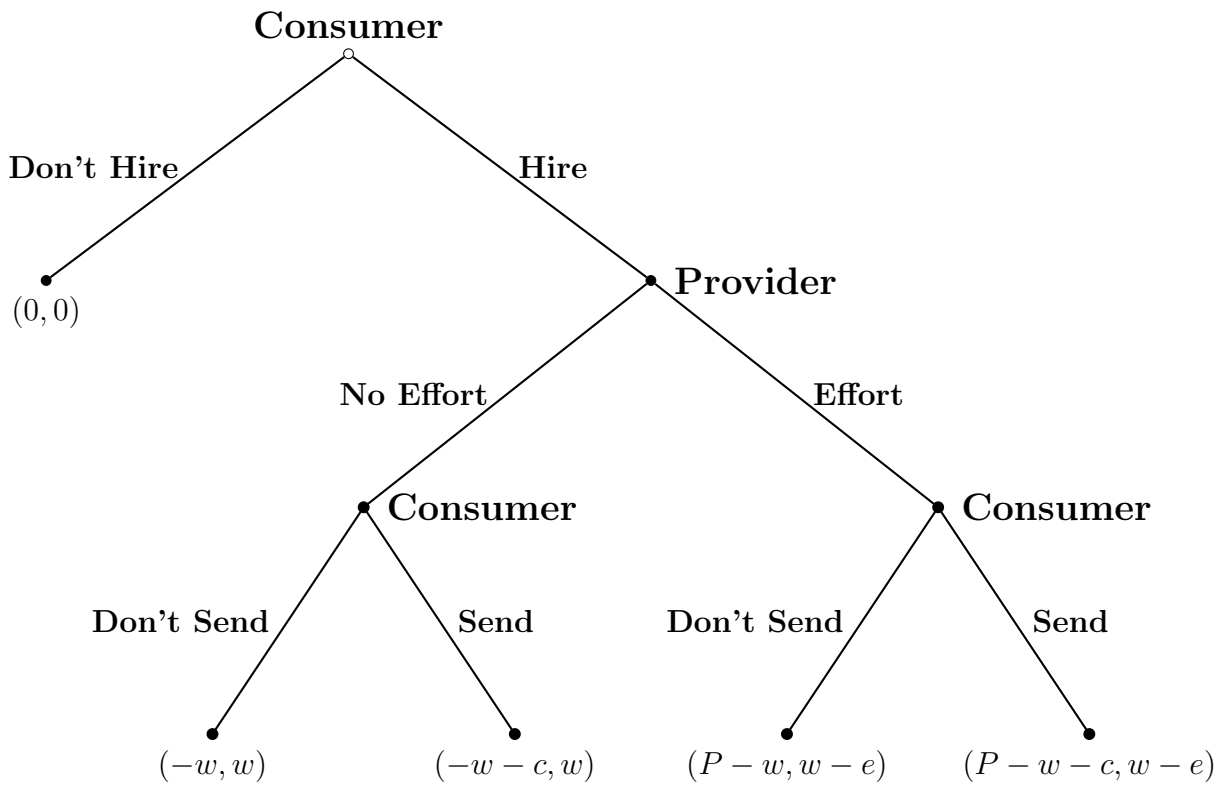 Consumer
Don't Hire
Hire
(0, 0)
Provider
No Effort
Effort
Consumer
Consumer
Don't Send
Send
Don't Send
Send
(−w, w)
(−w − c, w)
(P − w, w − e)
(P − w − c, w − e)